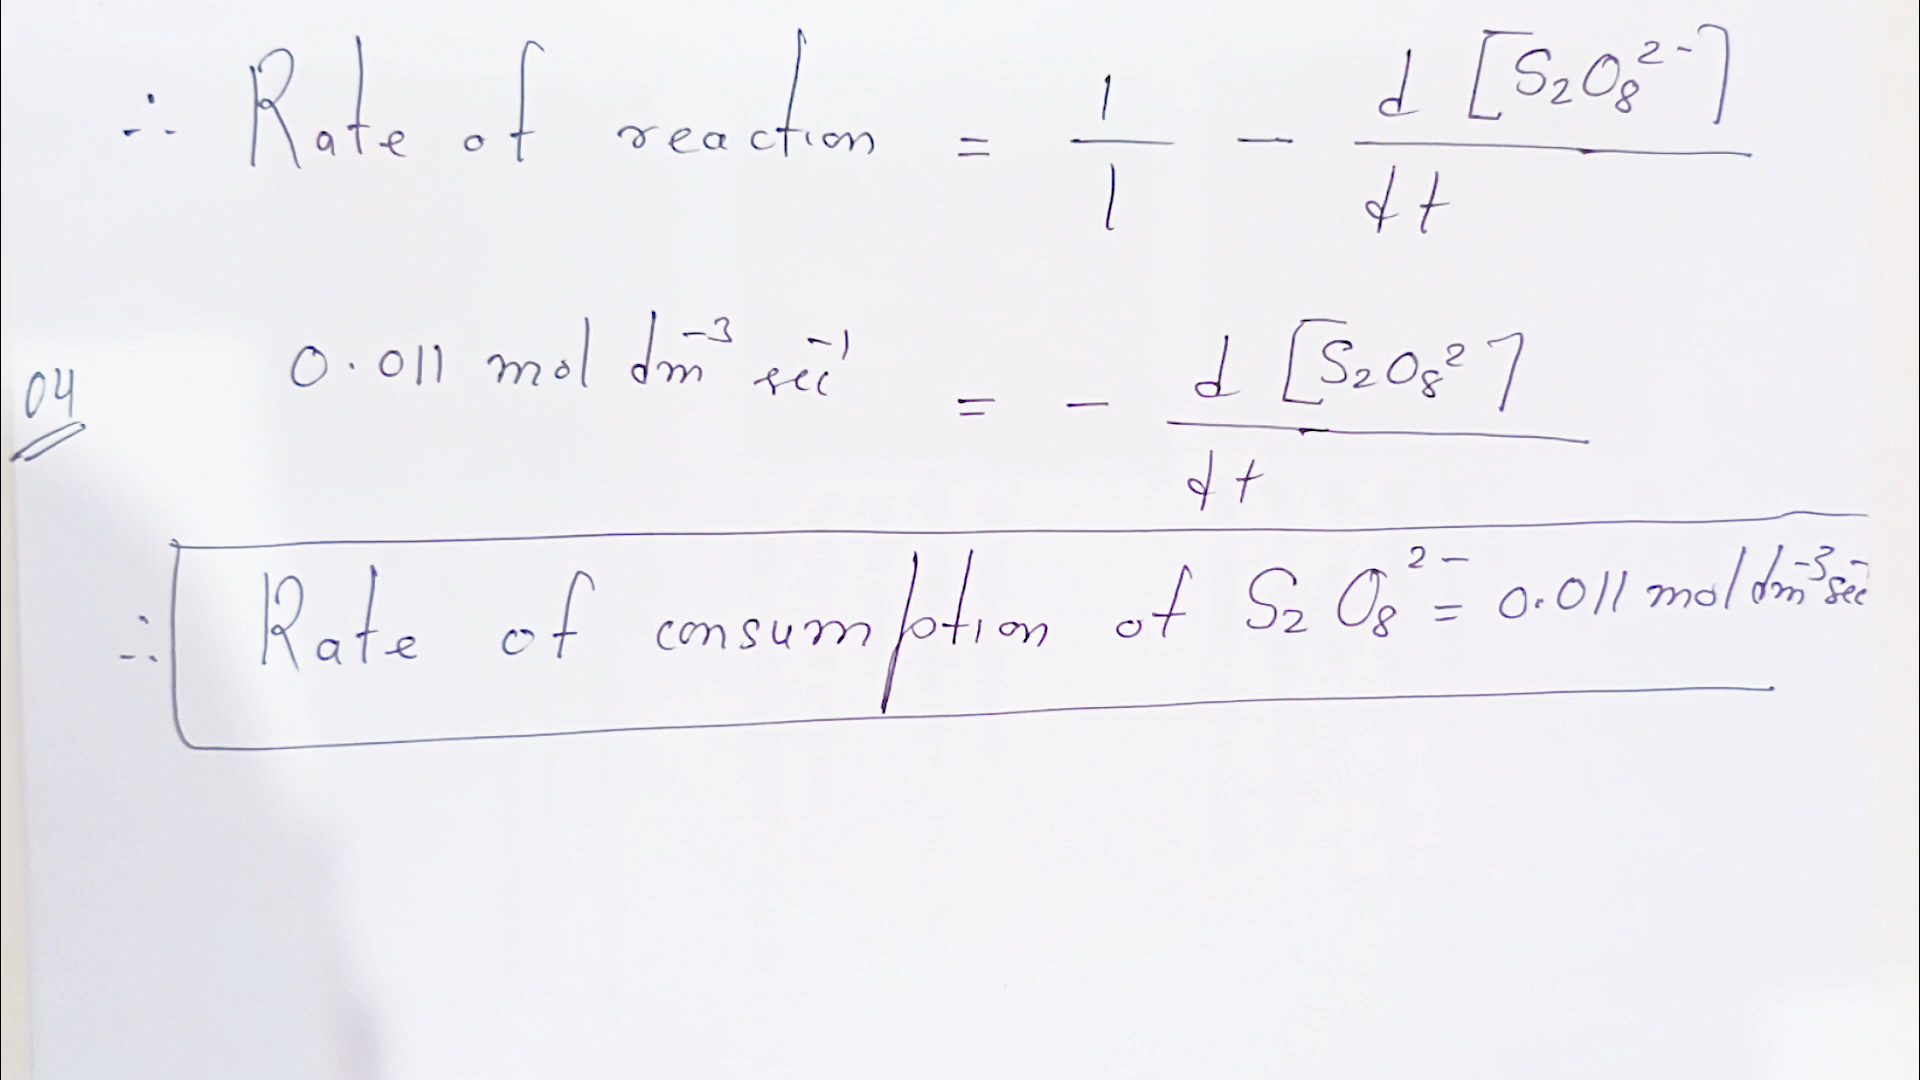 ∴ Rate of reaction = 1/1 - d [S₂O₈²⁻] / dt
04
0.011 mol dm⁻³ sec⁻¹ = - d [S₂O₈²] / dt
∴ Rate of consumption of S₂O₈²⁻ = 0.011 mol dm⁻³ sec⁻